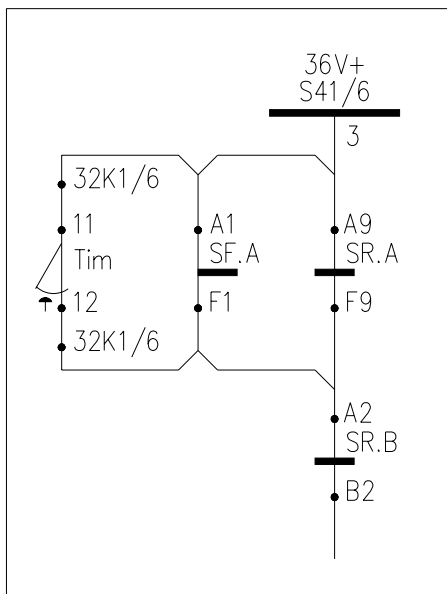 36V+
S41/6
3
32K1/6
11
Tim
12
32K1/6
A1
SF.A
F1
A9
SR.A
F9
A2
SR.B
B2